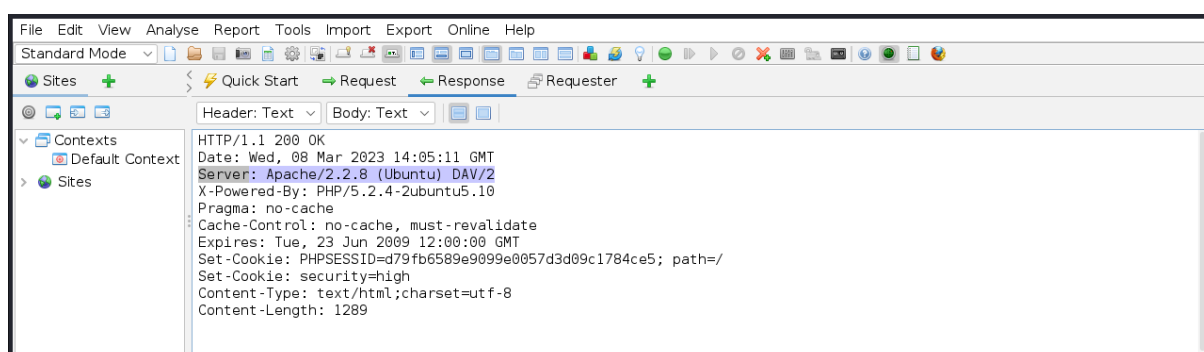 File Edit View Analyse Report Tools Import Export Online Help
Standard Mode
Sites
Quick Start Request Response Requester
Header: Text Body: Text
Contexts
Default Context
Sites
HTTP/1.1 200 OK
Date: Wed, 08 Mar 2023 14:05:11 GMT
Server: Apache/2.2.8 (Ubuntu) DAV/2
X-Powered-By: PHP/5.2.4-2ubuntu5.10
Pragma: no-cache
Cache-Control: no-cache, must-revalidate
Expires: Tue, 23 Jun 2009 12:00:00 GMT
Set-Cookie: PHPSESSID=d79fb6589e9099e0057d3d09c1784ce5; path=/
Set-Cookie: security=high
Content-Type: text/html;charset=utf-8
Content-Length: 1289